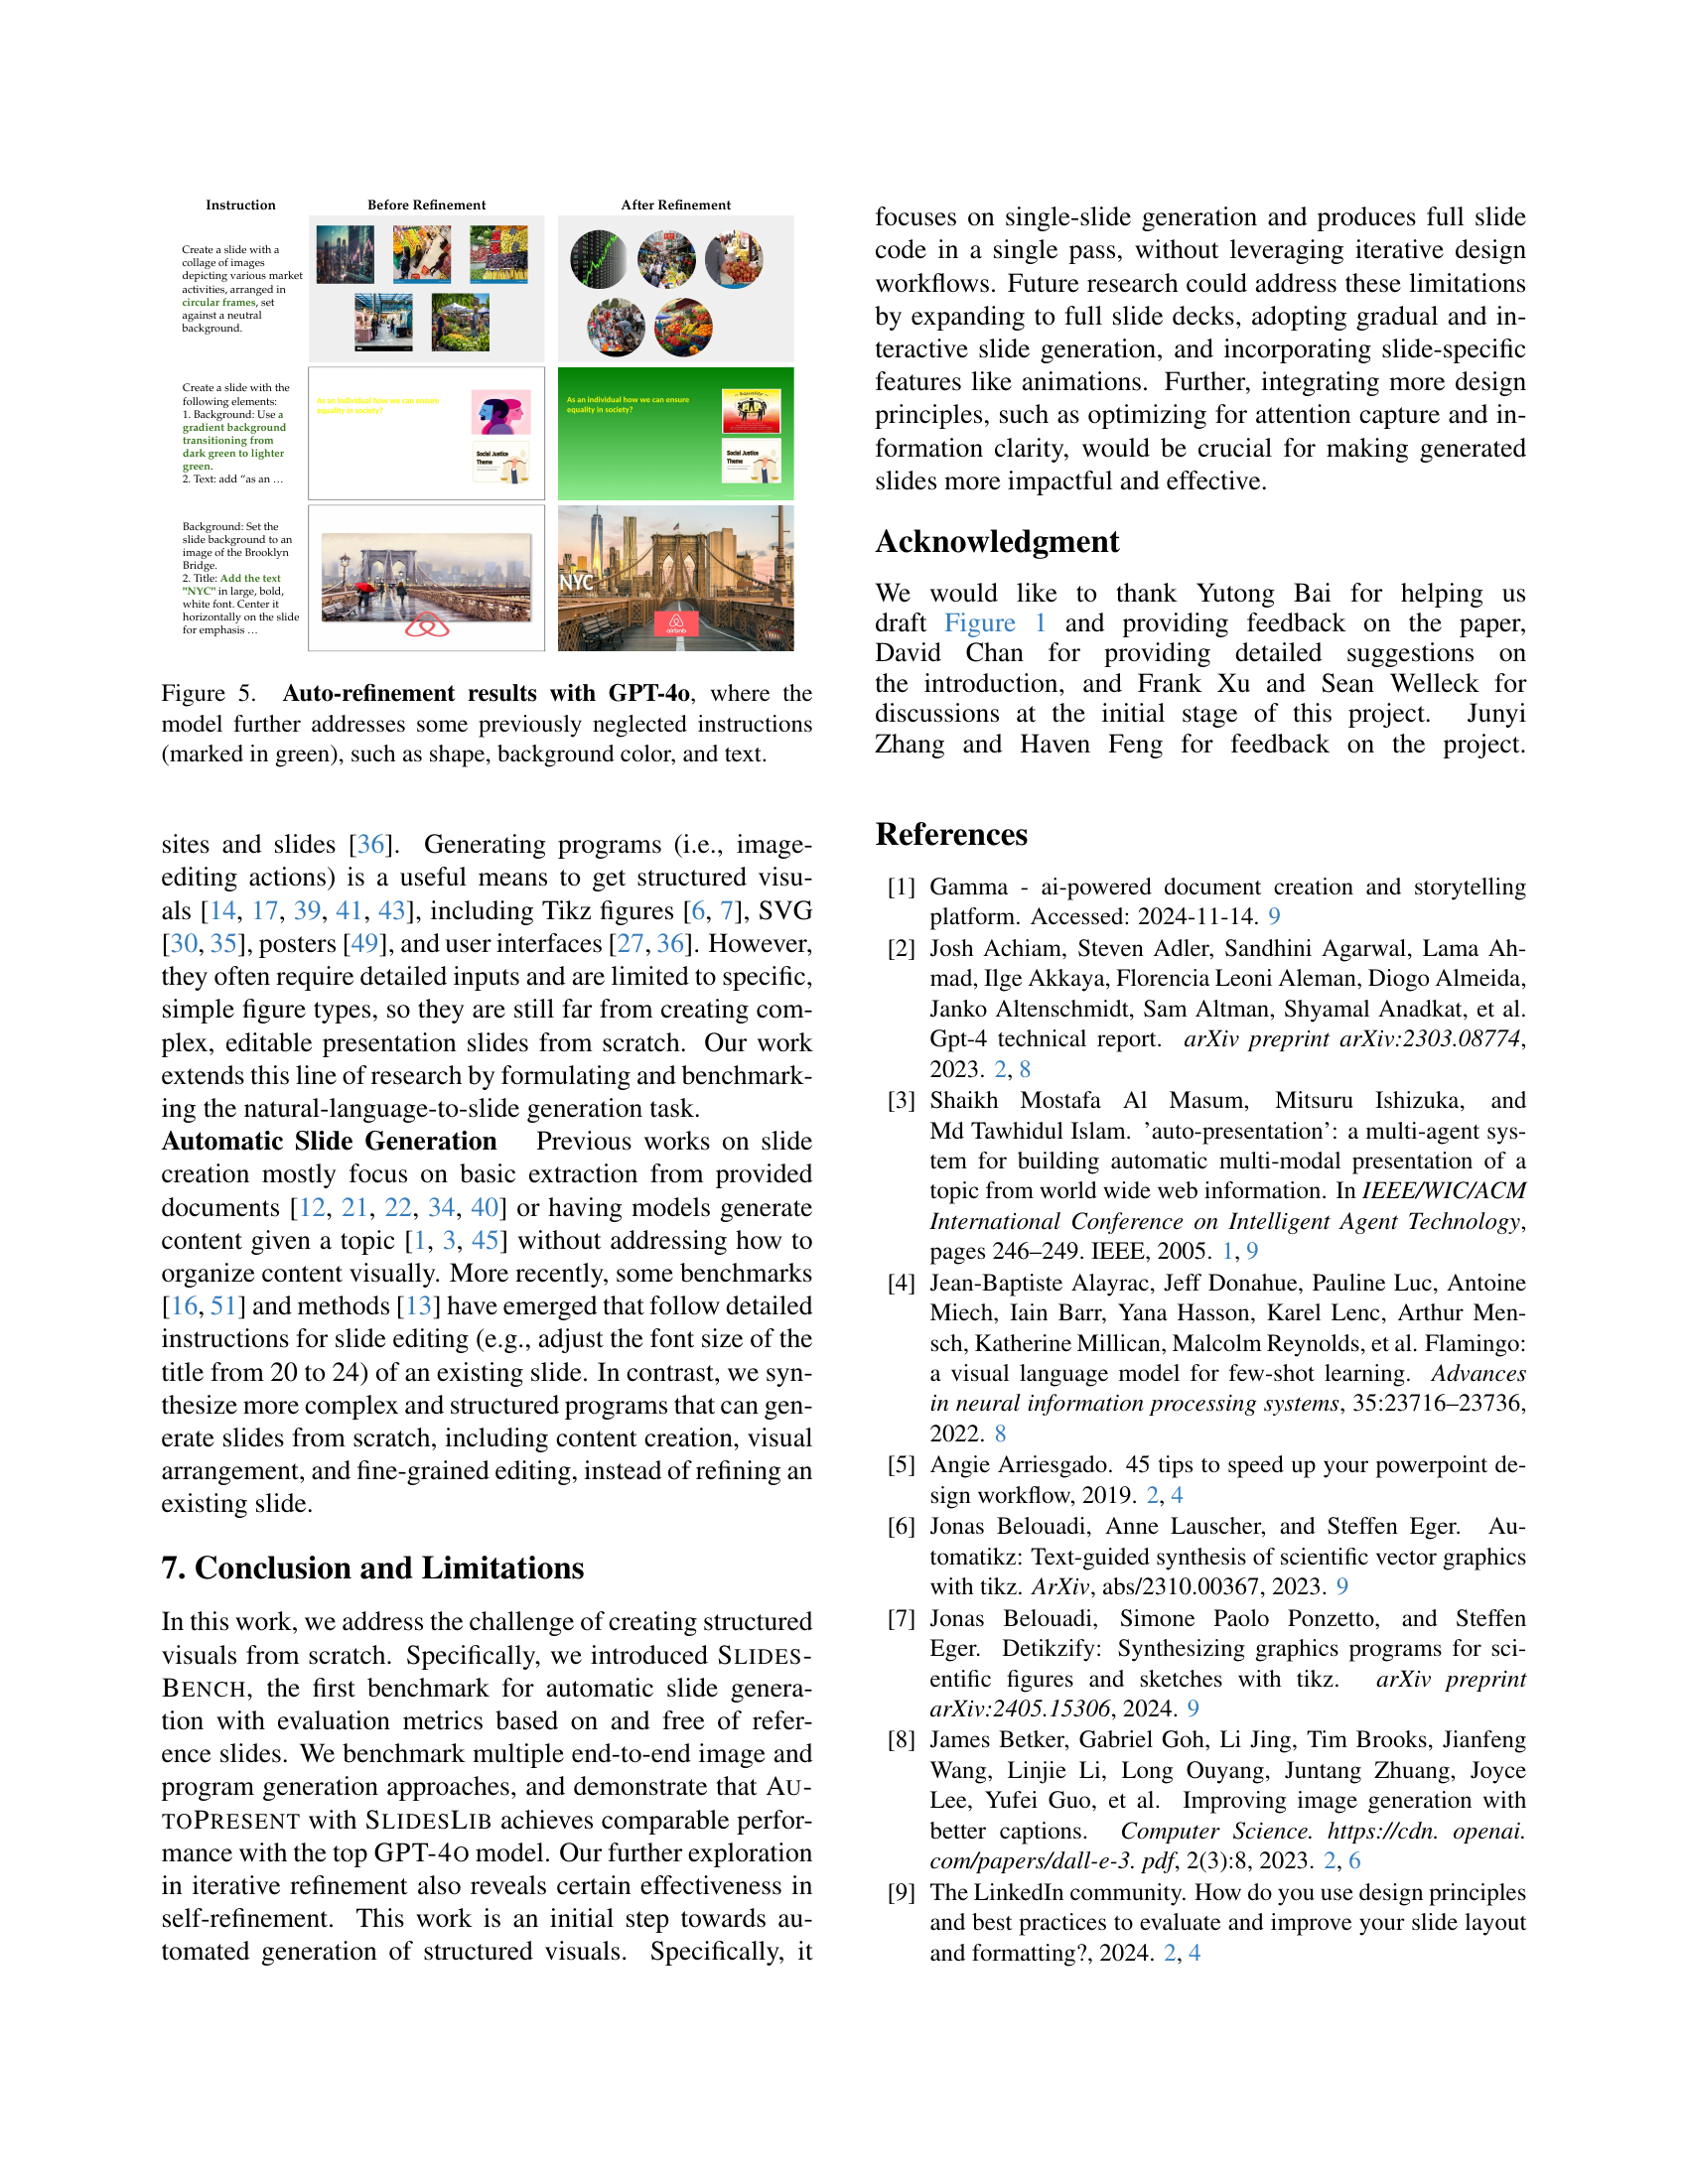 Instruction
Before Refinement
After Refinement
Create a slide with a
collage of images
depicting various market
activities, arranged in
circular frames, set
against a neutral
background.
Create a slide with the
following elements:
1. Background: Use a
gradient background
transitioning from
dark green to lighter
green.
2. Text: add “as an …
As an individual how we can ensure
equality in society?
Social Justice
Theme
As an individual how we can ensure
equality in society?
Social Justice
Theme
Background: Set the
slide background to an
image of the Brooklyn
Bridge.
2. Title: Add the text
"NYC" in large, bold,
white font. Center it
horizontally on the slide
for emphasis …
NYC
airbnb
Figure 5. Auto-refinement results with GPT-4o, where the
model further addresses some previously neglected instructions
(marked in green), such as shape, background color, and text.
sites and slides [36]. Generating programs (i.e., image-
editing actions) is a useful means to get structured visu-
als [14, 17, 39, 41, 43], including Tikz figures [6, 7], SVG
[30, 35], posters [49], and user interfaces [27, 36]. However,
they often require detailed inputs and are limited to specific,
simple figure types, so they are still far from creating com-
plex, editable presentation slides from scratch. Our work
extends this line of research by formulating and benchmark-
ing the natural-language-to-slide generation task.
Automatic Slide Generation Previous works on slide
creation mostly focus on basic extraction from provided
documents [12, 21, 22, 34, 40] or having models generate
content given a topic [1, 3, 45] without addressing how to
organize content visually. More recently, some benchmarks
[16, 51] and methods [13] have emerged that follow detailed
instructions for slide editing (e.g., adjust the font size of the
title from 20 to 24) of an existing slide. In contrast, we syn-
thesize more complex and structured programs that can gen-
erate slides from scratch, including content creation, visual
arrangement, and fine-grained editing, instead of refining an
existing slide.
7. Conclusion and Limitations
In this work, we address the challenge of creating structured
visuals from scratch. Specifically, we introduced SLIDES-
BENCH, the first benchmark for automatic slide genera-
tion with evaluation metrics based on and free of refer-
ence slides. We benchmark multiple end-to-end image and
program generation approaches, and demonstrate that AU-
TOPRESENT with SLIDESLIB achieves comparable perfor-
mance with the top GPT-4O model. Our further exploration
in iterative refinement also reveals certain effectiveness in
self-refinement. This work is an initial step towards au-
tomated generation of structured visuals. Specifically, it
focuses on single-slide generation and produces full slide
code in a single pass, without leveraging iterative design
workflows. Future research could address these limitations
by expanding to full slide decks, adopting gradual and in-
teractive slide generation, and incorporating slide-specific
features like animations. Further, integrating more design
principles, such as optimizing for attention capture and in-
formation clarity, would be crucial for making generated
slides more impactful and effective.
Acknowledgment
We would like to thank Yutong Bai for helping us
draft Figure 1 and providing feedback on the paper,
David Chan for providing detailed suggestions on
the introduction, and Frank Xu and Sean Welleck for
discussions at the initial stage of this project. Junyi
Zhang and Haven Feng for feedback on the project.
References
[1] Gamma - ai-powered document creation and storytelling
platform. Accessed: 2024-11-14. 9
[2] Josh Achiam, Steven Adler, Sandhini Agarwal, Lama Ah-
mad, Ilge Akkaya, Florencia Leoni Aleman, Diogo Almeida,
Janko Altenschmidt, Sam Altman, Shyamal Anadkat, et al.
Gpt-4 technical report. arXiv preprint arXiv:2303.08774,
2023. 2, 8
[3] Shaikh Mostafa Al Masum, Mitsuru Ishizuka, and
Md Tawhidul Islam. ’auto-presentation’: a multi-agent sys-
tem for building automatic multi-modal presentation of a
topic from world wide web information. In IEEE/WIC/ACM
International Conference on Intelligent Agent Technology,
pages 246–249. IEEE, 2005. 1, 9
[4] Jean-Baptiste Alayrac, Jeff Donahue, Pauline Luc, Antoine
Miech, Iain Barr, Yana Hasson, Karel Lenc, Arthur Men-
sch, Katherine Millican, Malcolm Reynolds, et al. Flamingo:
a visual language model for few-shot learning. Advances
in neural information processing systems, 35:23716–23736,
2022. 8
[5] Angie Arriesgado. 45 tips to speed up your powerpoint de-
sign workflow, 2019. 2, 4
[6] Jonas Belouadi, Anne Lauscher, and Steffen Eger. Au-
tomatikz: Text-guided synthesis of scientific vector graphics
with tikz. ArXiv, abs/2310.00367, 2023. 9
[7] Jonas Belouadi, Simone Paolo Ponzetto, and Steffen
Eger. Detikzify: Synthesizing graphics programs for sci-
entific figures and sketches with tikz. arXiv preprint
arXiv:2405.15306, 2024. 9
[8] James Betker, Gabriel Goh, Li Jing, Tim Brooks, Jianfeng
Wang, Linjie Li, Long Ouyang, Juntang Zhuang, Joyce
Lee, Yufei Guo, et al. Improving image generation with
better captions. Computer Science. https://cdn. openai.
com/papers/dall-e-3. pdf, 2(3):8, 2023. 2, 6
[9] The LinkedIn community. How do you use design principles
and best practices to evaluate and improve your slide layout
and formatting?, 2024. 2, 4